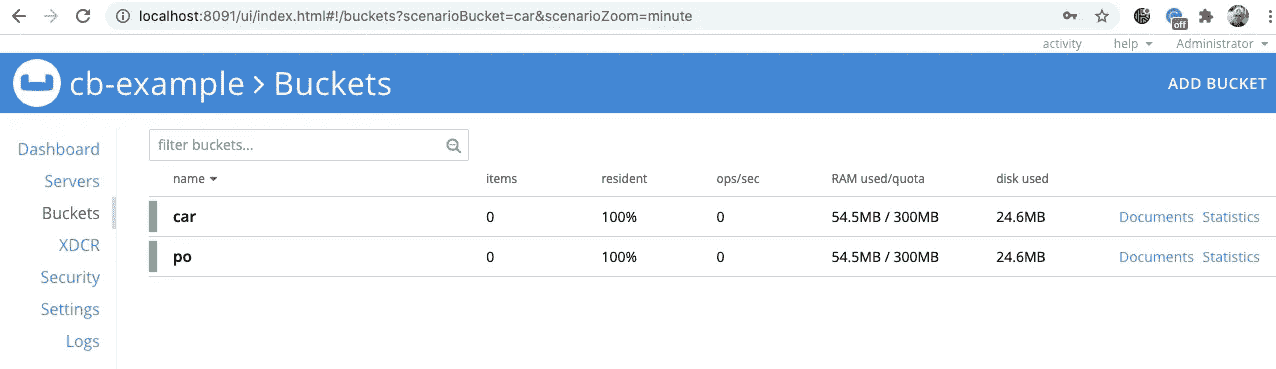 localhost:8091/ui/index.html#!/buckets?scenarioBucket=car&scenarioZoom=minute
off
activity help Administrator
cb-example > Buckets ADD BUCKET
Dashboard
Servers
Buckets
XDCR
Security
Settings
Logs
filter buckets...
name items resident ops/sec RAM used/quota disk used
car 0 100% 0 54.5MB / 300MB 24.6MB Documents Statistics
po 0 100% 0 54.5MB / 300MB 24.6MB Documents Statistics